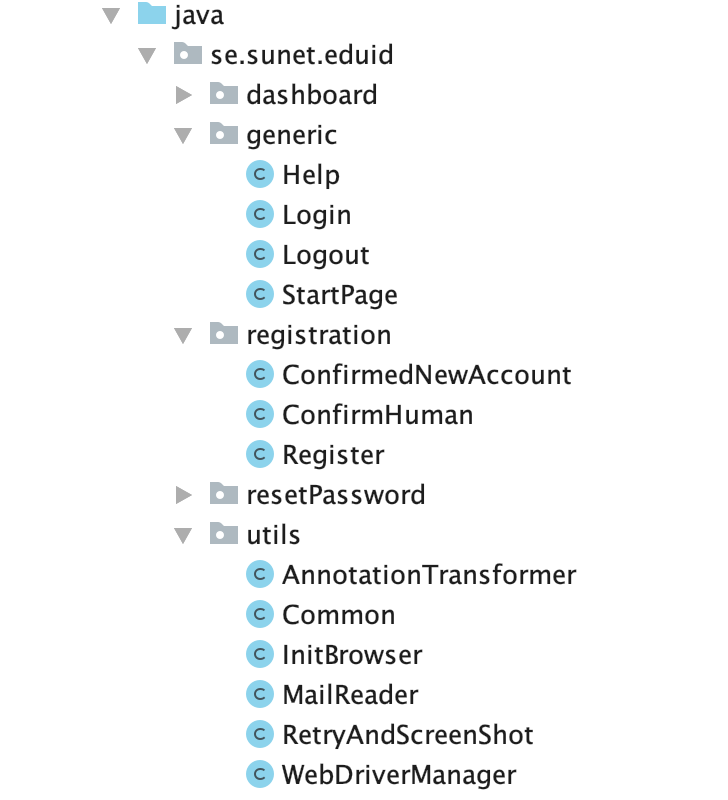 java
se.sunet.eduid
dashboard
generic
C Help
C Login
C Logout
C StartPage
registration
C ConfirmedNewAccount
C ConfirmHuman
C Register
resetPassword
utils
C AnnotationTransformer
C Common
C InitBrowser
C MailReader
C RetryAndScreenShot
C WebDriverManager